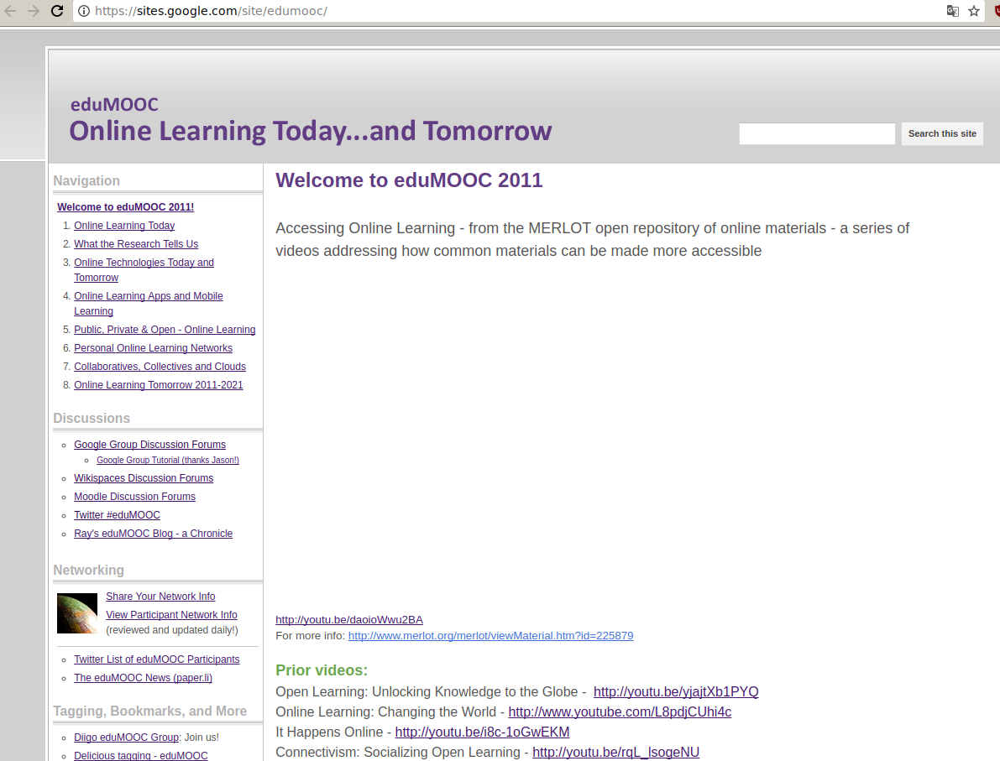 https://sites.google.com/site/edumooc/
eduMOOC
Online Learning Today...and Tomorrow
Search this site
Navigation
Welcome to eduMOOC 2011!
1. Online Learning Today
2. What the Research Tells Us
3. Online Technologies Today and
Tomorrow
4. Online Learning Apps and Mobile
Learning
5. Public, Private & Open - Online Learning
6. Personal Online Learning Networks
7. Collaboratives, Collectives and Clouds
8. Online Learning Tomorrow 2011-2021
Discussions
Google Group Discussion Forums
Google Group Tutorial (thanks Jason!)
Wikispaces Discussion Forums
Moodle Discussion Forums
Twitter #eduMOOC
Ray's eduMOOC Blog - a Chronicle
Networking
Share Your Network Info
View Participant Network Info
(reviewed and updated daily!)
Twitter List of eduMOOC Participants
The eduMOOC News (paper.li)
Tagging, Bookmarks, and More
Diigo eduMOOC Group: Join us!
Delicious tagging - eduMOOC
Welcome to eduMOOC 2011
Accessing Online Learning - from the MERLOT open repository of online materials - a series of
videos addressing how common materials can be made more accessible
http://youtu.be/daoioWwu2BA
For more info: http://www.merlot.org/merlot/viewMaterial.htm?id=225879
Prior videos:
Open Learning: Unlocking Knowledge to the Globe - http://youtu.be/yjajtXb1PYQ
Online Learning: Changing the World - http://www.youtube.com/L8pdjCUhi4c
It Happens Online - http://youtu.be/i8c-1oGwEKM
Connectivism: Socializing Open Learning - http://youtu.be/rqL_lsogeNU